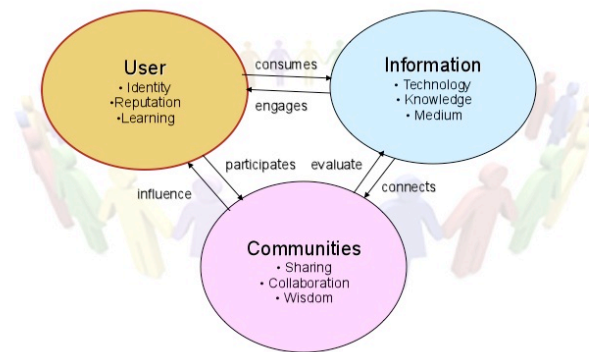 User
• Identity
•Reputation
•Learning
consumes
engages
Information
• Technology
• Knowledge
• Medium
participates
influence
evaluate
connects
Communities
• Sharing
• Collaboration
• Wisdom